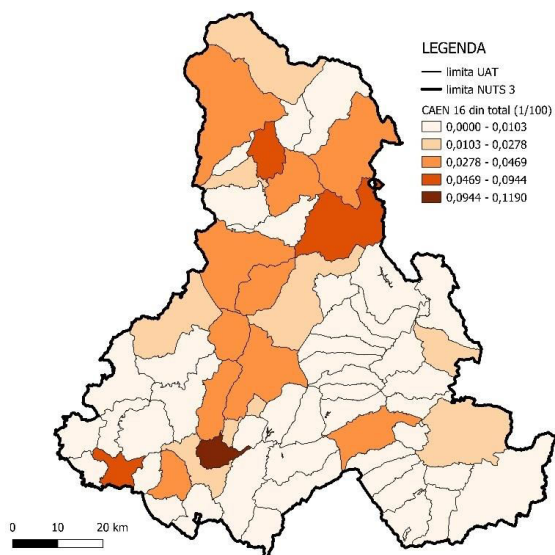 LEGENDA
limita UAT
limita NUTS 3
CAEN 16 din total (1/100)
0,0000 - 0,0103
0,0103 - 0,0278
0,0278 - 0,0469
0,0469 - 0,0944
0,0944 - 0,1190
0 10 20 km